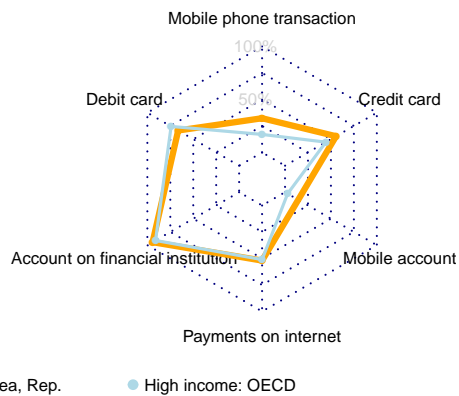 Mobile phone transaction
100%
Debit card
50%
Credit card
Account on financial institution
Mobile account
Payments on internet
ea, Rep.
High income: OECD